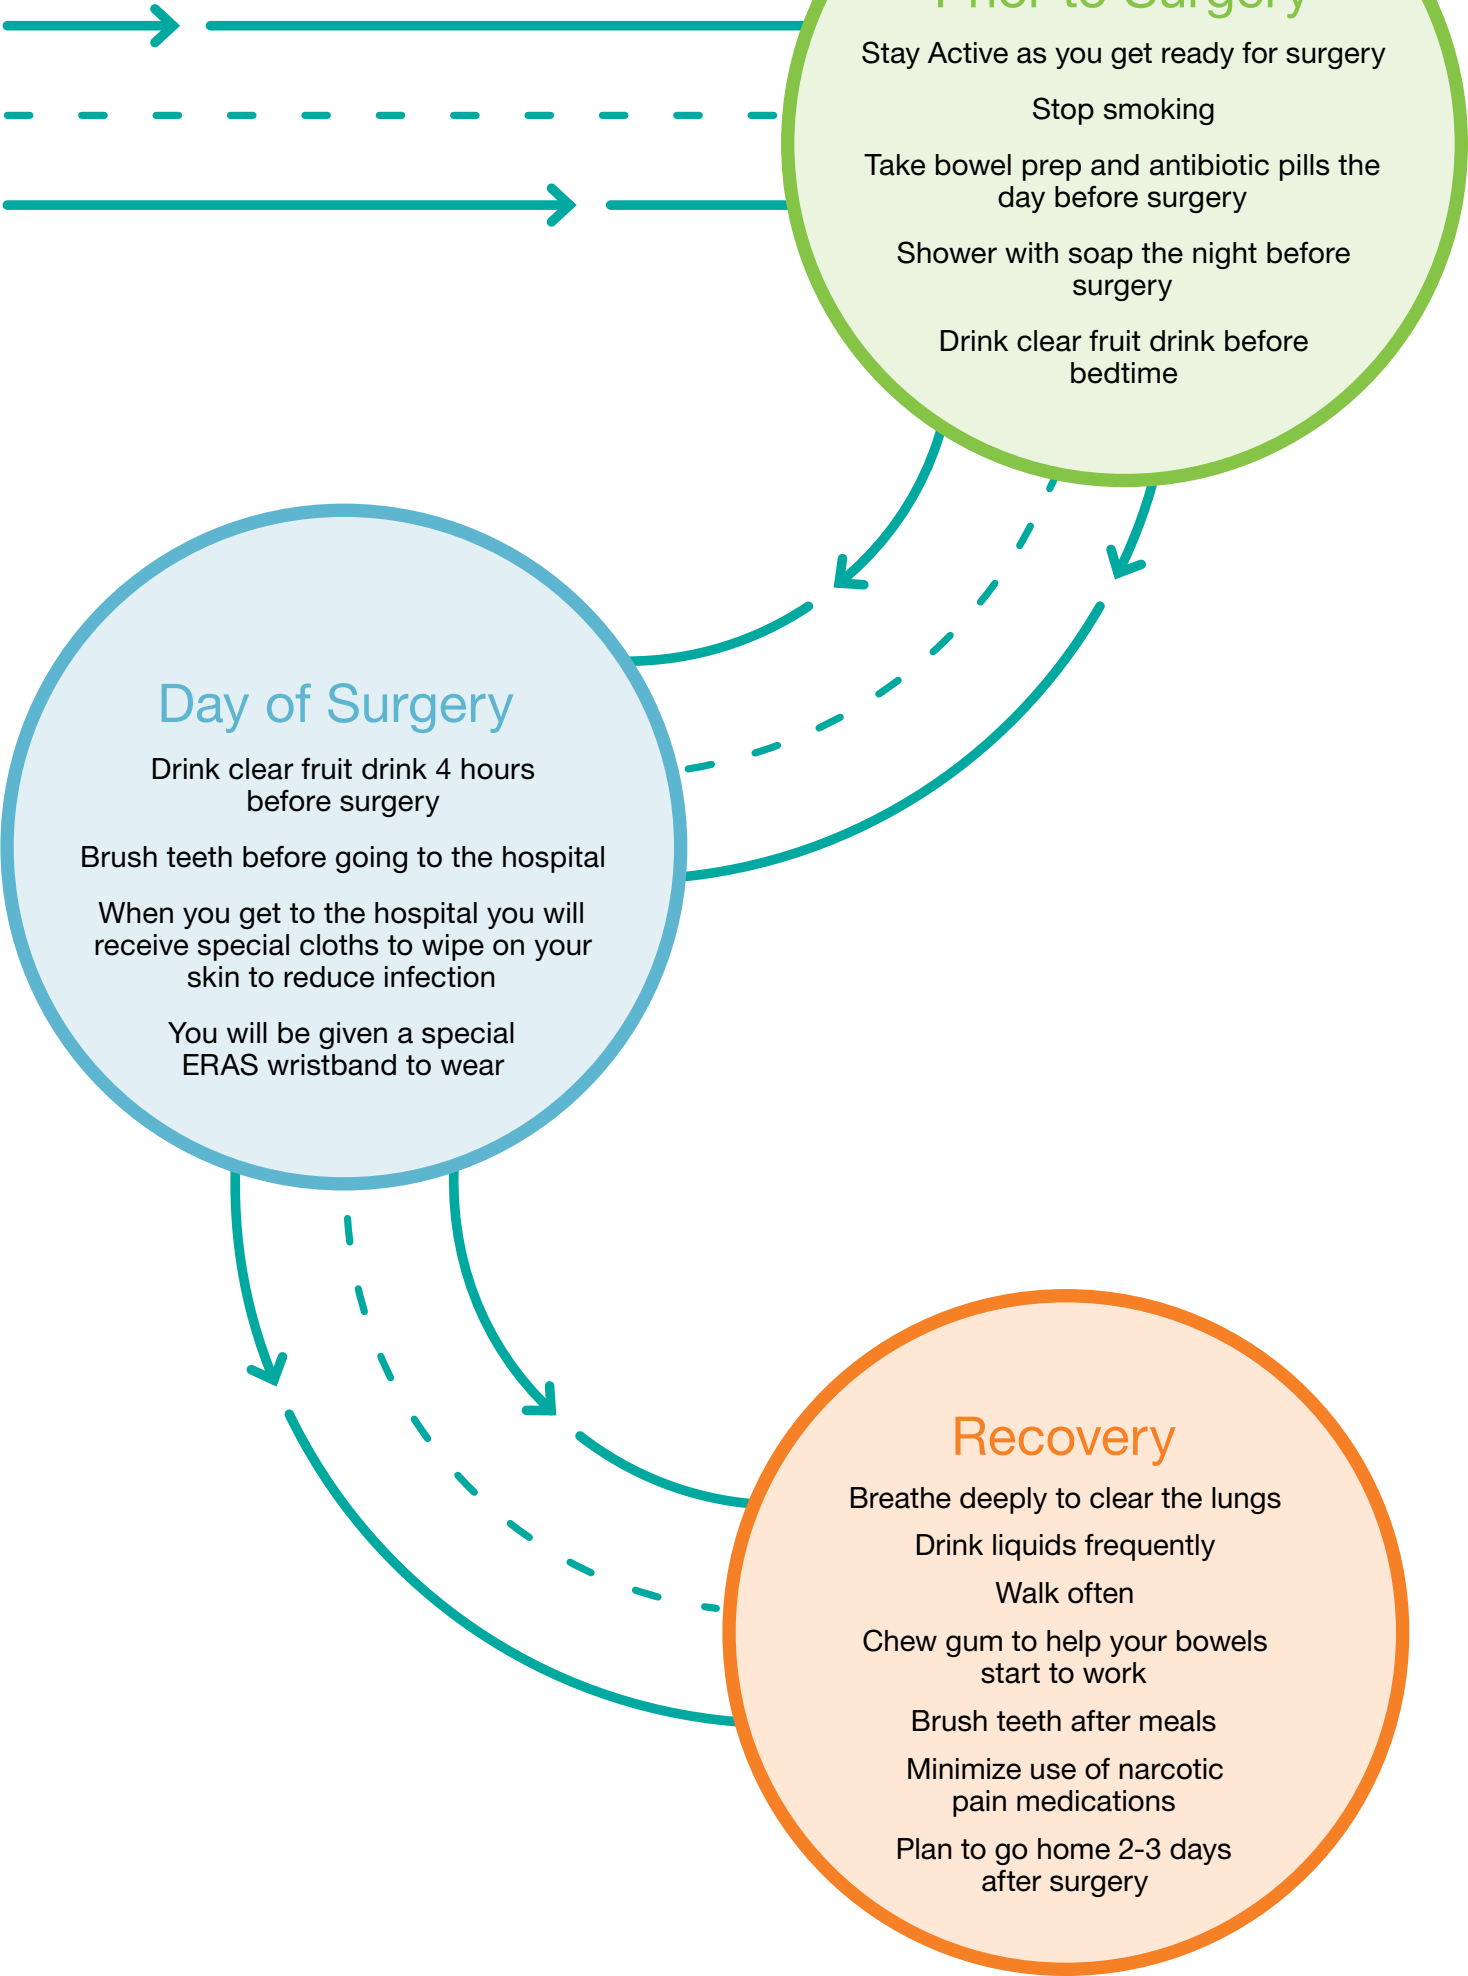 Prior to Surgery
Stay Active as you get ready for surgery
Stop smoking
Take bowel prep and antibiotic pills the
day before surgery
Shower with soap the night before
surgery
Drink clear fruit drink before
bedtime
Day of Surgery
Drink clear fruit drink 4 hours
before surgery
Brush teeth before going to the hospital
When you get to the hospital you will
receive special cloths to wipe on your
skin to reduce infection
You will be given a special
ERAS wristband to wear
Recovery
Breathe deeply to clear the lungs
Drink liquids frequently
Walk often
Chew gum to help your bowels
start to work
Brush teeth after meals
Minimize use of narcotic
pain medications
Plan to go home 2-3 days
after surgery